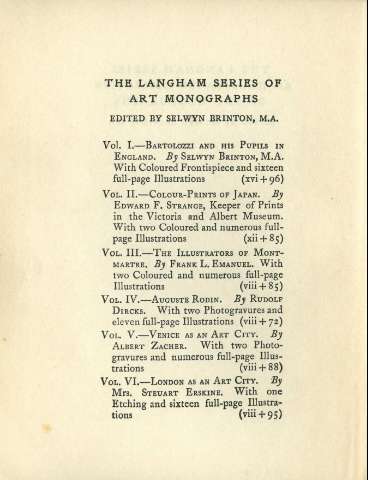 THE LANGHAM SERIES OF
ART MONOGRAPHS
EDITED BY SELWYN BRINTON, M.A.
Vol. I.—Bartolozzi and his Pupils in
England. By Selwyn Brinton, M.A.
With Coloured Frontispiece and sixteen
full-page Illustrations (xvi + 96)
Vol. II.—Colour-Prints of Japan. By
Edward F. Strange, Keeper of Prints
in the Victoria and Albert Museum.
With two Coloured and numerous full-
page Illustrations (xii + 85)
Vol. III.—The Illustrators of Mont-
martre. By Frank L. Emanuel. With
two Coloured and numerous full-page
Illustrations (viii + 85)
Vol. IV.—Auguste Rodin. By Rudolf
Dircks. With two Photogravures and
eleven full-page Illustrations (viii + 72)
Vol. V.—Venice as an Art City. By
Albert Zacher. With two Photo-
gravures and numerous full-page Illus-
trations (viii + 88)
Vol. VI.—London as an Art City. By
Mrs. Steuart Erskine. With one
Etching and sixteen full-page Illustra-
tions (viii + 95)